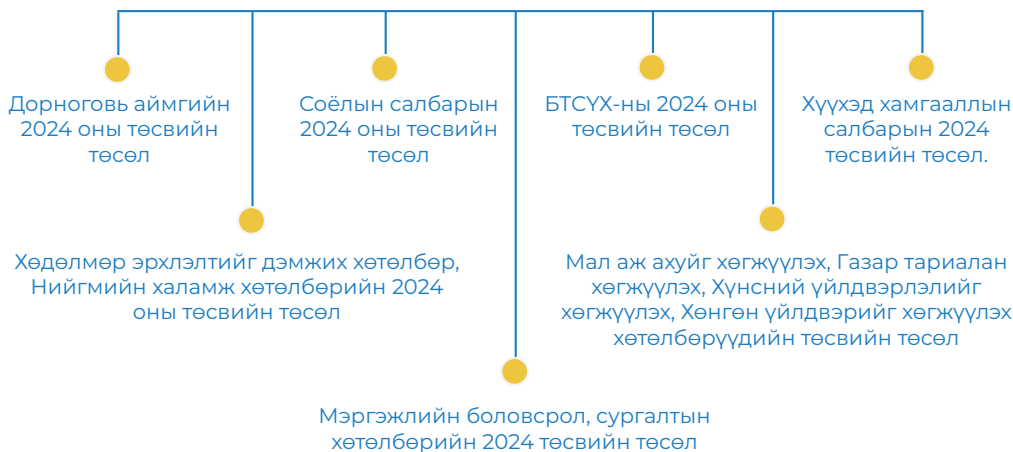 Дорноговь аймгийн
2024 оны төсвийн
төсөл
Соёлын салбарын
2024 оны төсвийн
төсөл
БТСҮХ-ны 2024 оны
төсвийн төсөл
Хүүхэд хамгааллын
салбарын 2024
төсвийн төсөл.
Хөдөлмөр эрхлэлтийг дэмжих хөтөлбөр,
Нийгмийн халамж хөтөлбөрийн 2024
оны төсвийн төсөл
Мал аж ахуйг хөгжүүлэх, Газар тариалан
хөгжүүлэх, Хүнсний үйлдвэрлэлийг
хөгжүүлэх, Хөнгөн үйлдвэрийг хөгжүүлэх
хөтөлбөрүүдийн төсвийн төсөл
Мэргэжлийн боловсрол, сургалтын
хөтөлбөрийн 2024 төсвийн төсөл